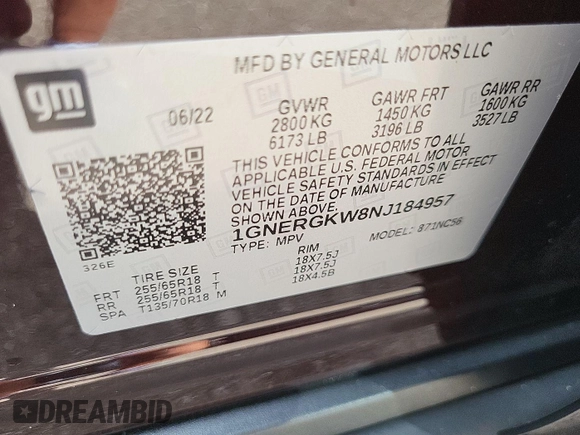 MFD BY GENERAL MOTORS LLC
gm
06/22
GVWR
2800 KG
6173 LB
GAWR FRT
1450 KG
3196 LB
GAWR RR
1600 KG
3527 LB
THIS VEHICLE CONFORMS TO ALL
APPLICABLE U.S. FEDERAL MOTOR
VEHICLE SAFETY STANDARDS IN EFFECT
ON THE DATE OF MANUFACTURE
1GNERGKW8NJ184957
TYPE: MPV
MODEL: 871NC56
326E
TIRE SIZE
RIM
FRT 255/65R18 T 18X7.5J
RR 255/65R18 T 18X7.5J
SPA T135/70R18 M 18X4.5B
DREAMBID